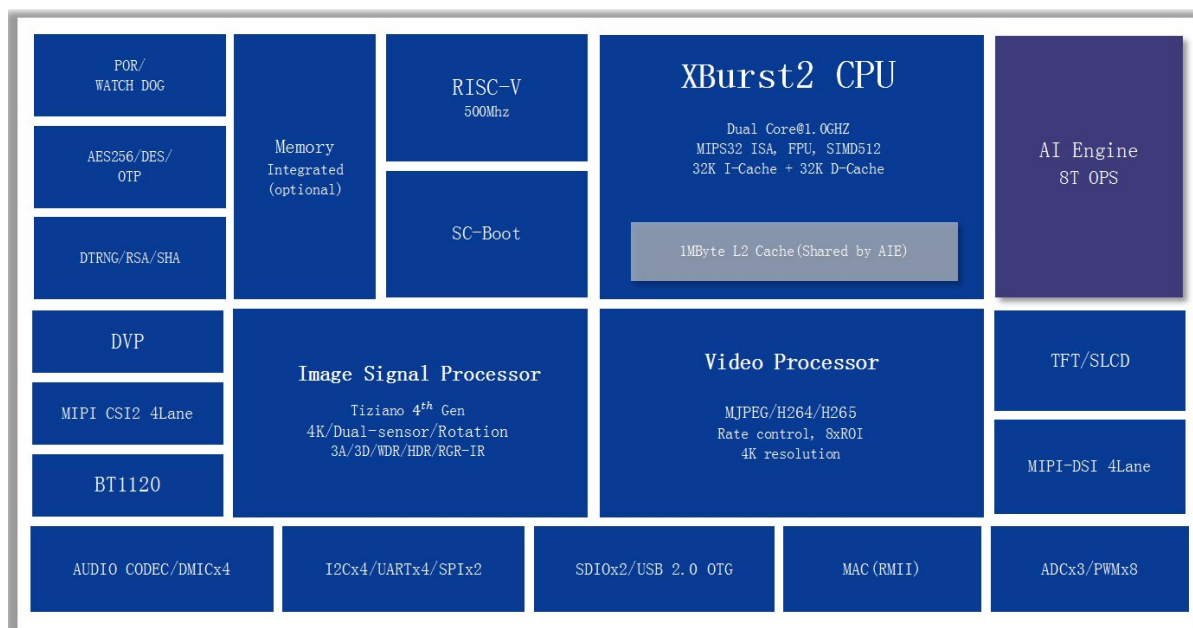 POR/
WATCH DOG
AES256/DES/
OTP
DTRNG/RSA/SHA
Memory
Integrated
(optional)
RISC-V
500Mhz
SC-Boot
XBurst2 CPU
Dual Core@1.0GHZ
MIPS32 ISA, FPU, SIMD512
32K I-Cache + 32K D-Cache
1MByte L2 Cache(Shared by AIE)
AI Engine
8T OPS
DVP
MIPI CSI2 4Lane
BT1120
Image Signal Processor
Tiziano 4th Gen
4K/Dual-sensor/Rotation
3A/3D/WDR/HDR/RGR-IR
Video Processor
MJPEG/H264/H265
Rate control, 8xROI
4K resolution
TFT/SLCD
MIPI-DSI 4Lane
AUDIO CODEC/DMICx4
I2Cx4/UARTx4/SPIx2
SDIOx2/USB 2.0 OTG
MAC(RMII)
ADCx3/PWMx8